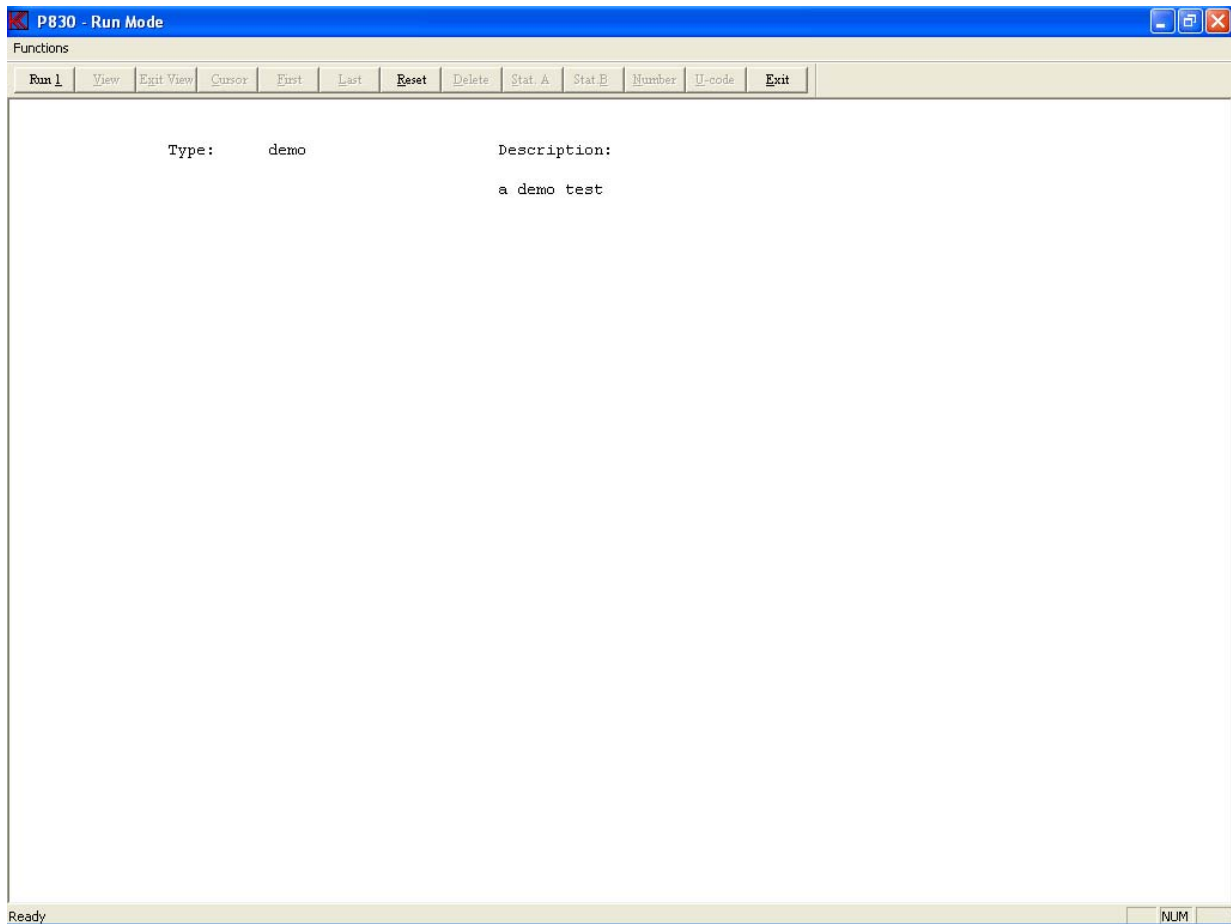 P830 - Run Mode
Functions
Run 1 View Exit View Cursor First Last Reset Delete Stat. A Stat.B Number U-code Exit
Type: demo Description:
a demo test
Ready NUM